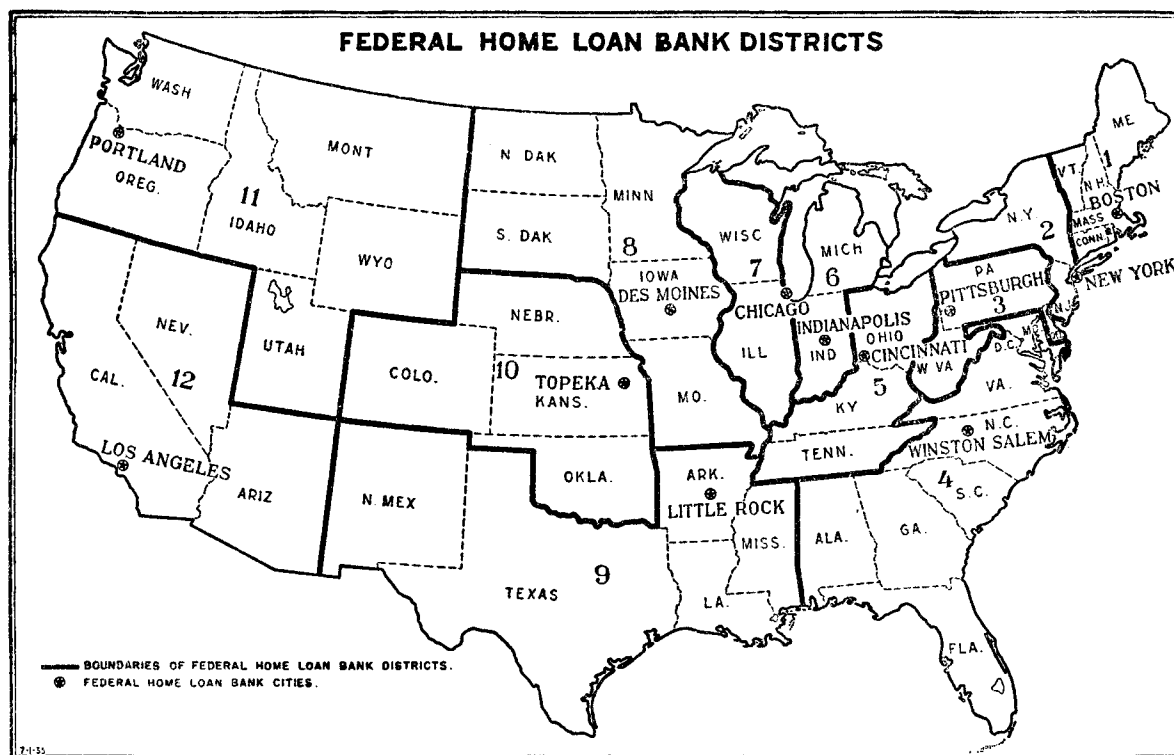 FEDERAL HOME LOAN BANK DISTRICTS
WASH
PORTLAND
OREG.
MONT
11
IDAHO
WYO
N. DAK
S. DAK
MINN
8
IOWA
DES MOINES
WISC
7
CHICAGO
MICH
6
INDIANAPOLIS
IND
OHIO
CINCINNATI
ILL
N.Y.
2
ME
VT.
1
N.H.
BOSTON
MASS
CONN.
NEW YORK
PA
PITTSBURGH
3
N.J.
D.C.
W VA
VA.
5
KY
TENN.
N.C.
WINSTON SALEM
4
S.C.
NEBR.
10
TOPEKA
KANS.
MO.
COLO.
UTAH
NEV.
12
CAL.
LOS ANGELES
ARIZ
N. MEX
OKLA.
ARK.
LITTLE ROCK
MISS.
ALA.
GA.
TEXAS
9
LA.
FLA.
BOUNDARIES OF FEDERAL HOME LOAN BANK DISTRICTS.
FEDERAL HOME LOAN BANK CITIES.
7-1-35